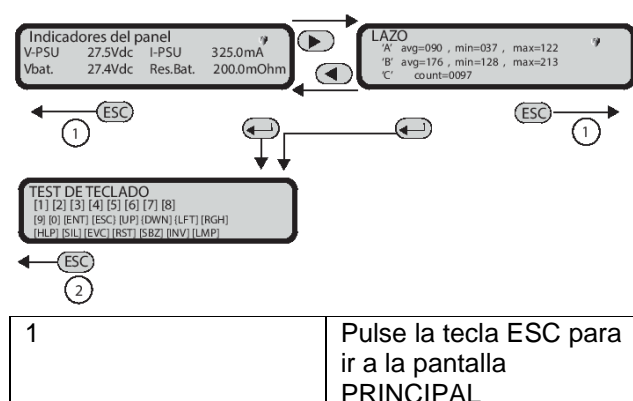 Indicadores del panel
V-PSU 27.5Vdc I-PSU 325.0mA
Vbat. 27.4Vdc Res.Bat. 200.0mOhm
LAZO
'A' avg=090 , min=037 , max=122
'B' avg=176 , min=128 , max=213
'C' count=0097
ESC
1
ESC
1
TEST DE TECLADO
[1] [2] [3] [4] [5] [6] [7] [8]
[9] [0] [ENT] [ESC] [UP] {DWN] {LFT] [RGH]
[HLP] [SIL] [EVC] [RST] [SBZ] [INV] [LMP]
ESC
2
1 Pulse la tecla ESC para
ir a la pantalla
PRINCIPAL